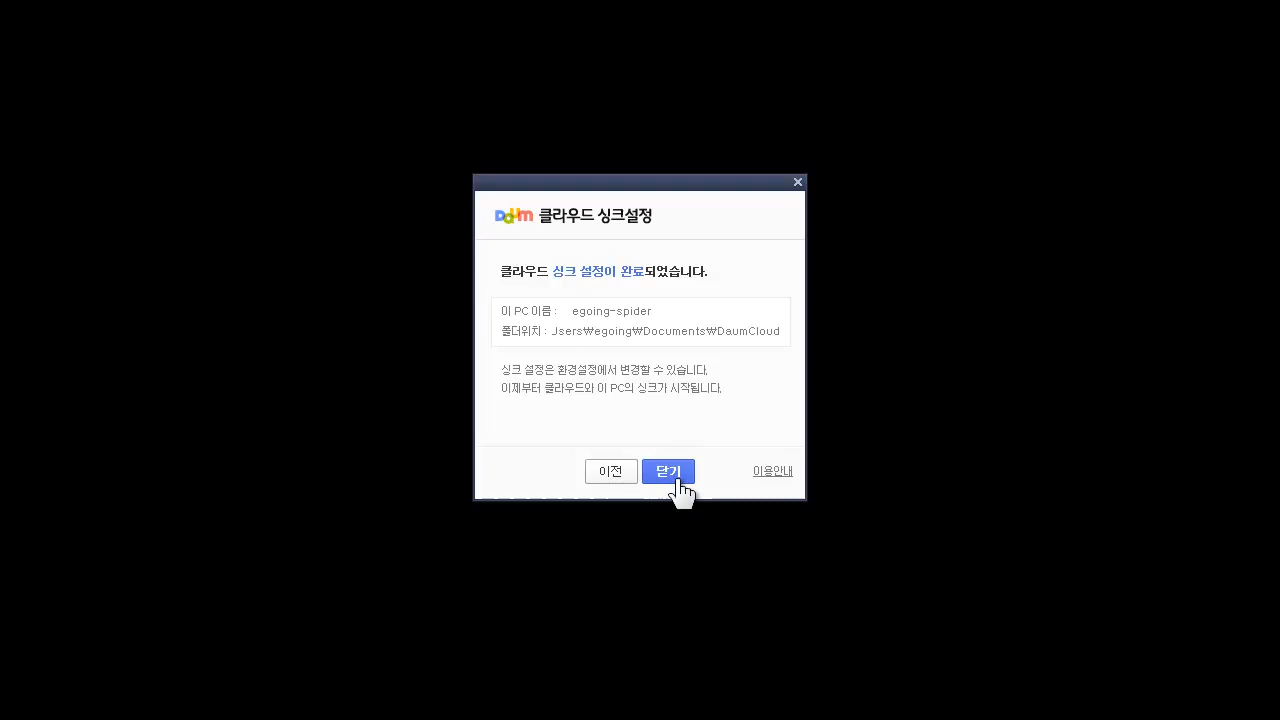 Daum 클라우드 싱크설정
클라우드 싱크 설정이 완료되었습니다.
이 PC 이름 : egoing-spider
폴더위치 : Jsers₩egoing₩Documents₩DaumCloud
싱크 설정은 환경설정에서 변경할 수 있습니다.
이제부터 클라우드와 이 PC의 싱크가 시작됩니다.
이전 닫기 이용안내